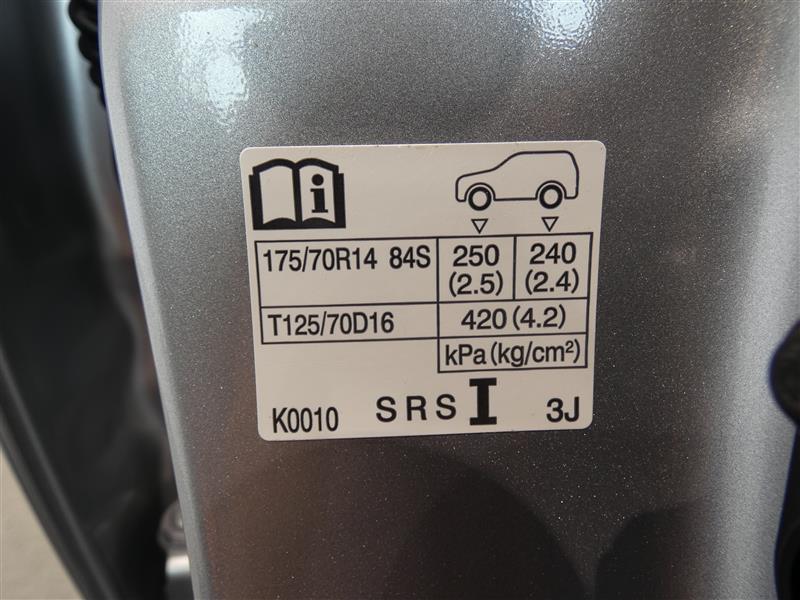 i
175/70R14 84S 250 (2.5) 240 (2.4)
T125/70D16 420 (4.2)
kPa (kg/cm²)
K0010 SRS I 3J